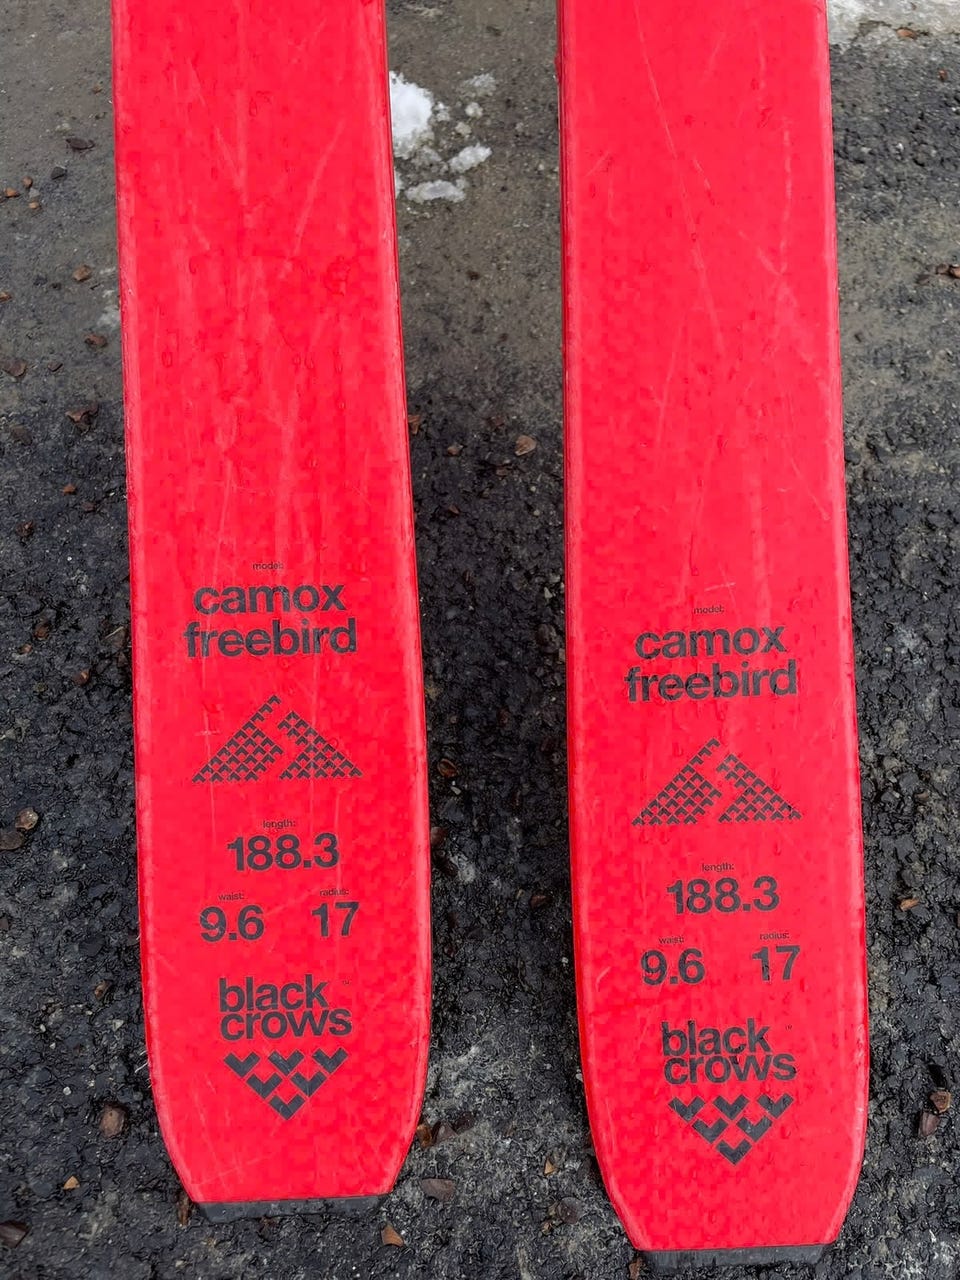 model:
camox
freebird
length:
188.3
waist: radius:
9.6 17
black
crows
model:
camox
freebird
length:
188.3
waist: radius:
9.6 17
black ™
crows